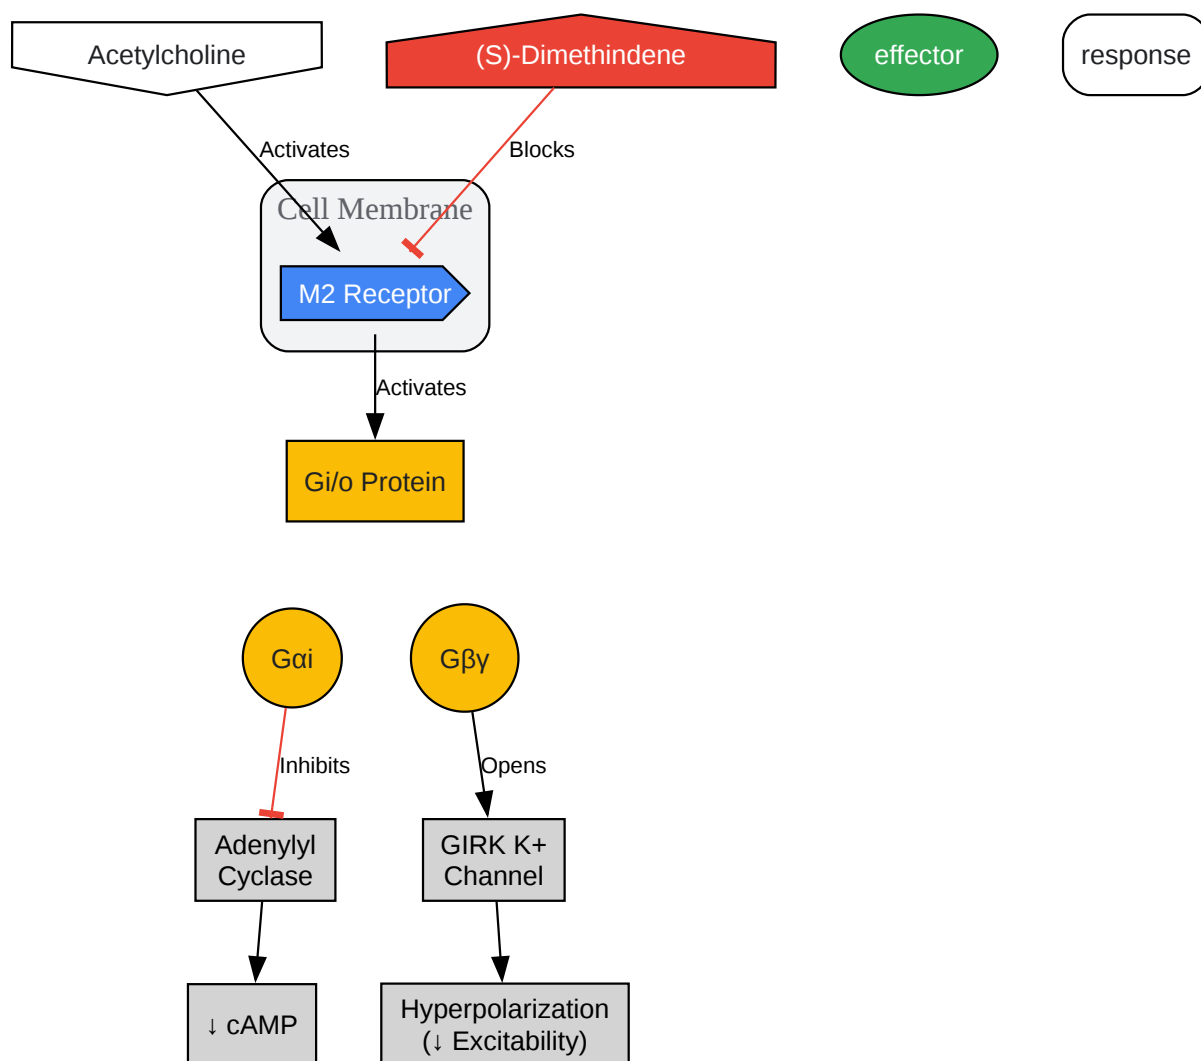 Acetylcholine
(S)-Dimethindene
effector
response
Activates
Blocks
Cell Membrane
M2 Receptor
Activates
Gi/o Protein
Gαi
Gβγ
Inhibits
Opens
Adenylyl
Cyclase
GIRK K+
Channel
↓ cAMP
Hyperpolarization
(↓ Excitability)